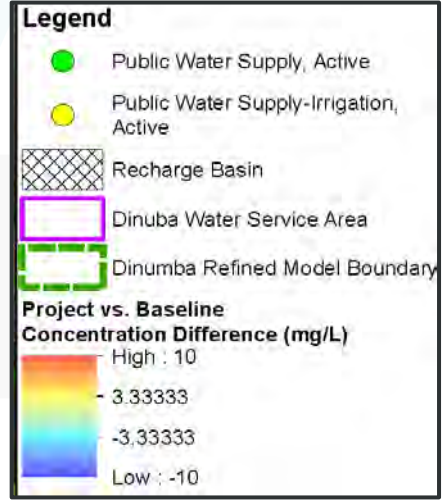 Legend
Public Water Supply, Active
Public Water Supply-Irrigation,
Active
Recharge Basin
Dinuba Water Service Area
Dinumba Refined Model Boundary
Project vs. Baseline
Concentration Difference (mg/L)
High : 10
3.33333
-3.33333
Low : -10